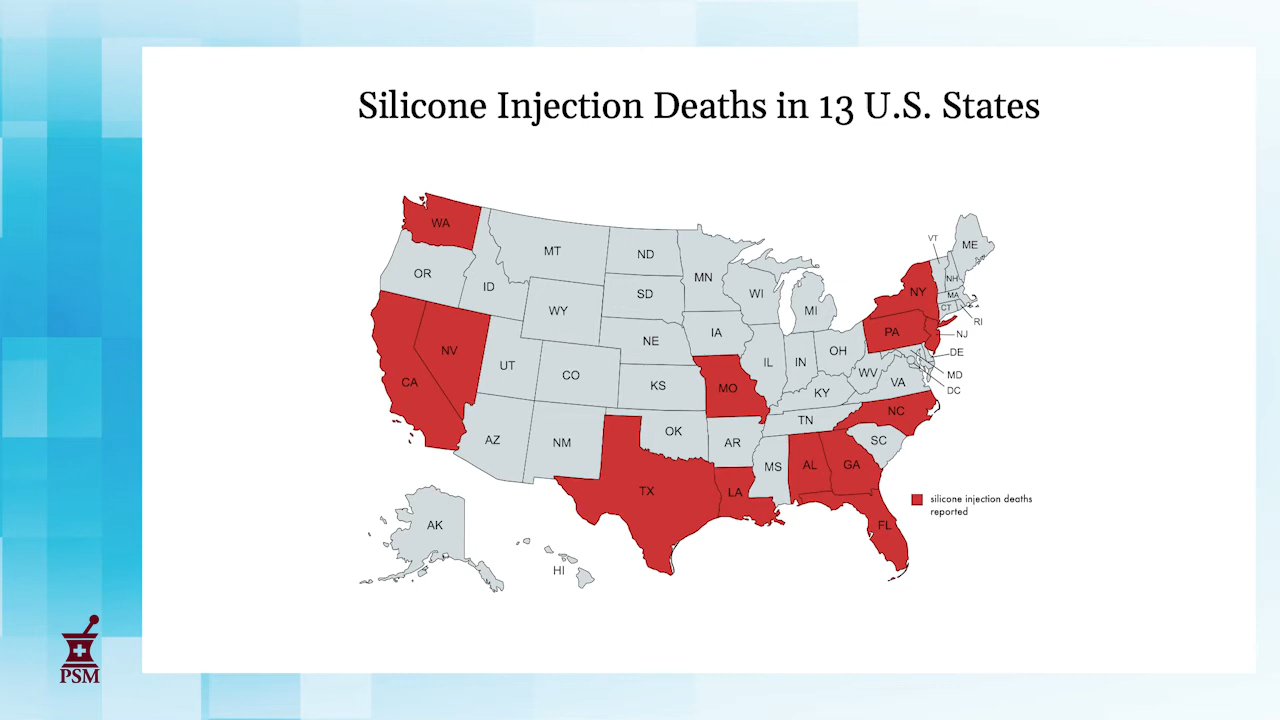 Silicone Injection Deaths in 13 U.S. States
WA
MT
ND
MN
VT
ME
OR
ID
SD
WI
MI
NY
NH
MA
CT
RI
WY
NE
IA
PA
NJ
NV
UT
CO
KS
MO
IL
IN
OH
WV
VA
DE
MD
DC
CA
KY
NC
AZ
NM
OK
AR
TN
SC
MS
AL
GA
TX
LA
FL
silicone injection deaths
reported
AK
HI
PSM